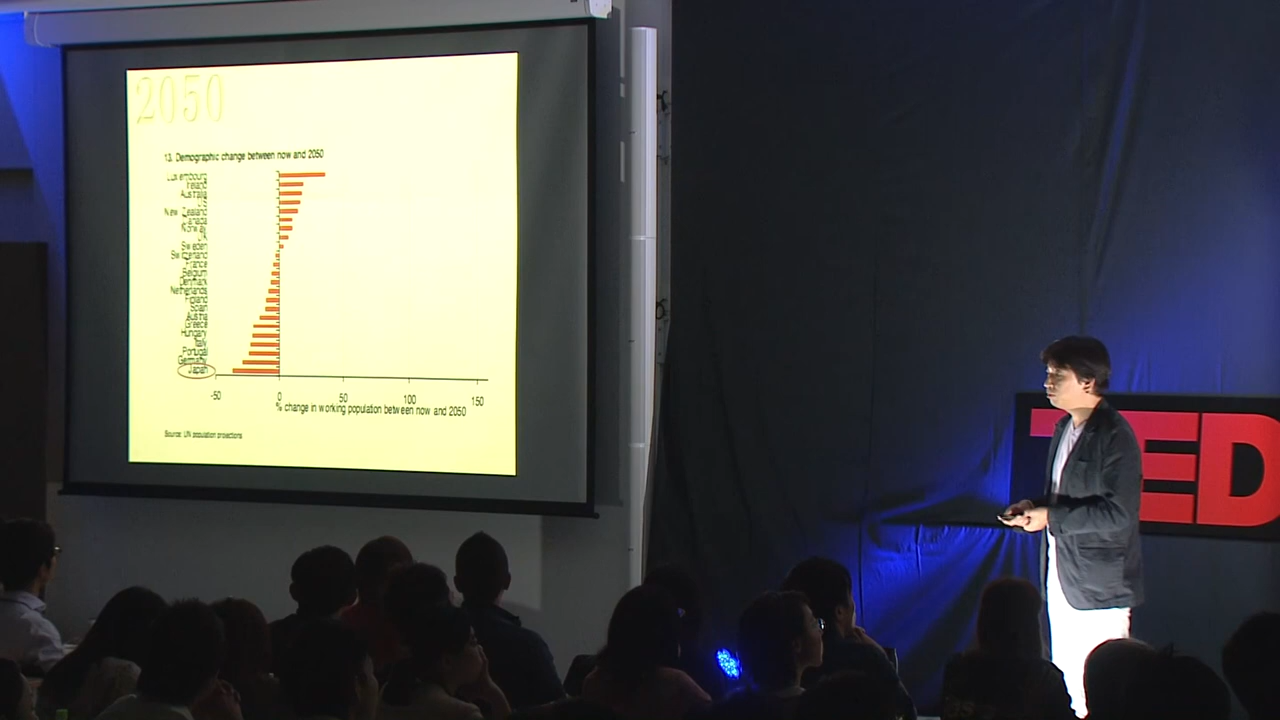 2050
13. Demographic change between now and 2050
Luxembourg
Ireland
Australia
US
New Zealand
Canada
Norway
UK
Sweden
Switzerland
France
Belgium
Denmark
Netherlands
Finland
Spain
Austria
Greece
Hungary
Italy
Portugal
Germany
Japan
-50 0 50 100 150
% change in working population between now and 2050
Source: UN population projections
TED